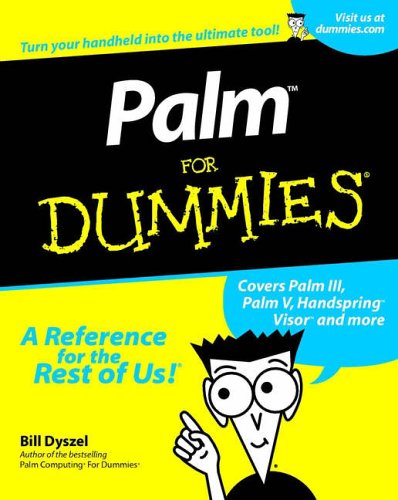 Turn your handheld into the ultimate tool!
Visit us at
dummies.com
Palm™
FOR
DUMMIES®
Covers Palm III,
Palm V, Handspring™
Visor™ and more
A Reference
for the
Rest of Us!®
Bill Dyszel
Author of the bestselling
Palm Computing® For Dummies®